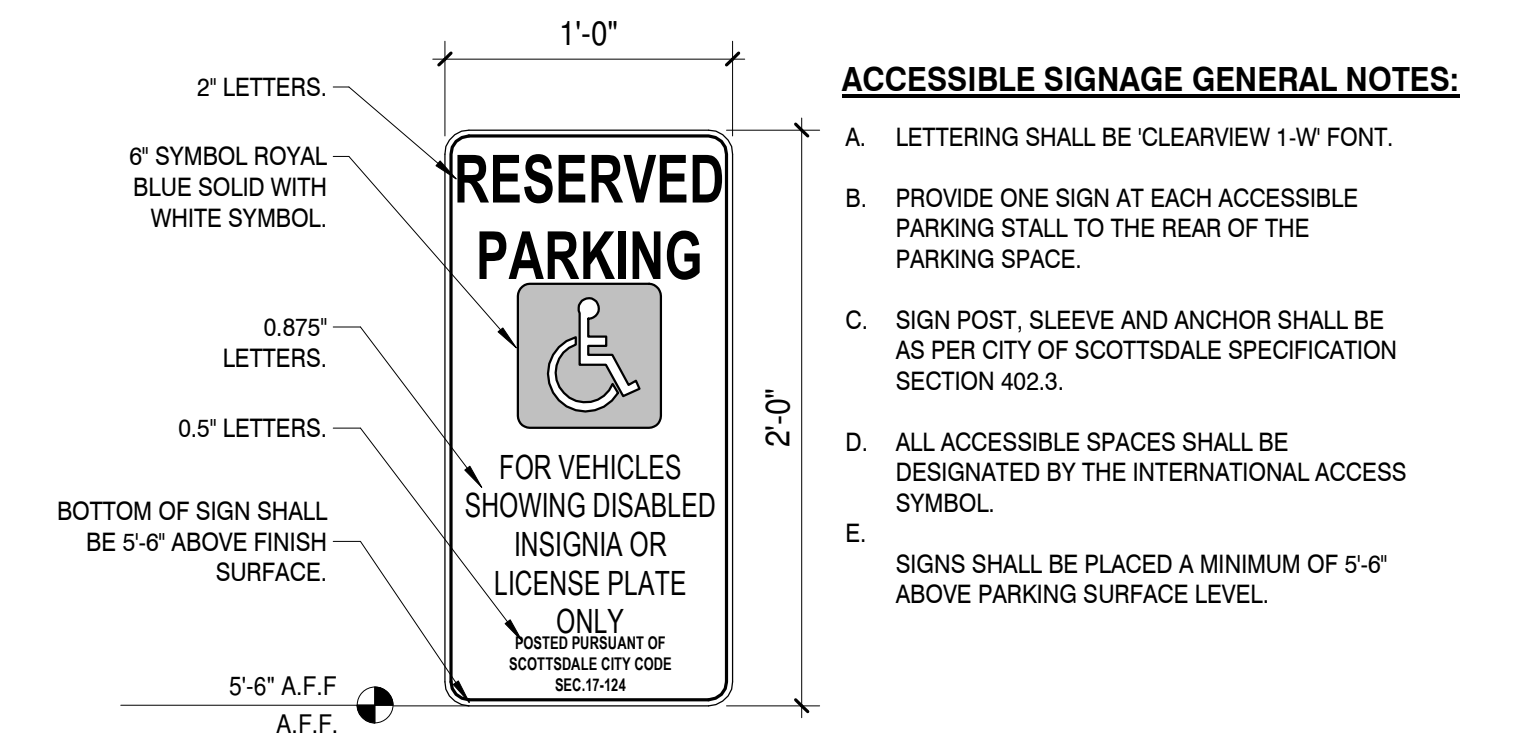 1'-0"
2" LETTERS.
6" SYMBOL ROYAL
BLUE SOLID WITH
WHITE SYMBOL.
0.875"
LETTERS.
0.5" LETTERS.
BOTTOM OF SIGN SHALL
BE 5'-6" ABOVE FINISH
SURFACE.
5'-6" A.F.F
A.F.F.
RESERVED
PARKING
FOR VEHICLES
SHOWING DISABLED
INSIGNIA OR
LICENSE PLATE
ONLY
POSTED PURSUANT OF
SCOTTSDALE CITY CODE
SEC.17-124
2'-0"
ACCESSIBLE SIGNAGE GENERAL NOTES:
A. LETTERING SHALL BE 'CLEARVIEW 1-W' FONT.
B. PROVIDE ONE SIGN AT EACH ACCESSIBLE
PARKING STALL TO THE REAR OF THE
PARKING SPACE.
C. SIGN POST, SLEEVE AND ANCHOR SHALL BE
AS PER CITY OF SCOTTSDALE SPECIFICATION
SECTION 402.3.
D. ALL ACCESSIBLE SPACES SHALL BE
DESIGNATED BY THE INTERNATIONAL ACCESS
SYMBOL.
E.
SIGNS SHALL BE PLACED A MINIMUM OF 5'-6"
ABOVE PARKING SURFACE LEVEL.